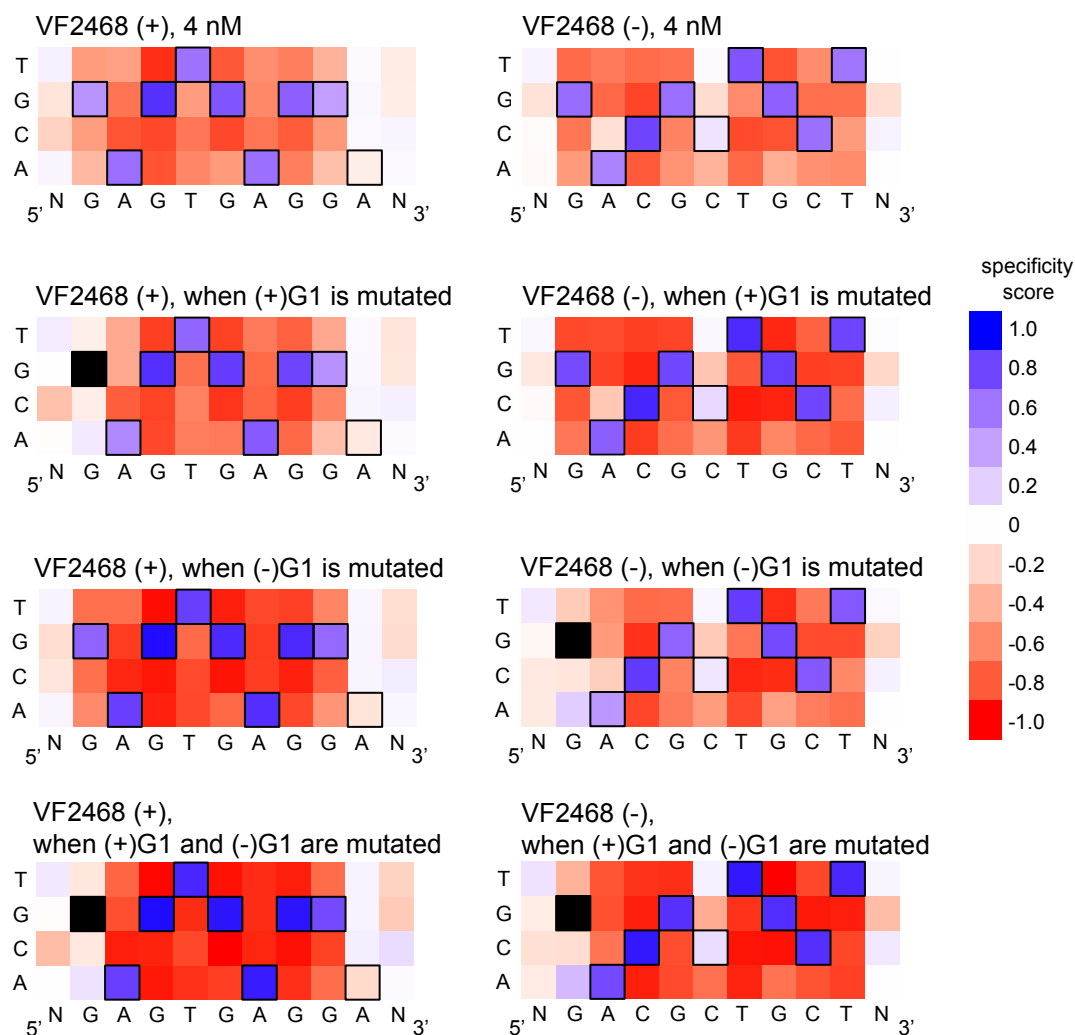 VF2468 (+), 4 nM
T
G
C
A
5' N G A G T G A G G A N 3'
VF2468 (-), 4 nM
T
G
C
A
5' N G A C G C T G C T N 3'
VF2468 (+), when (+)G1 is mutated
T
G
C
A
5' N G A G T G A G G A N 3'
VF2468 (-), when (+)G1 is mutated
T
G
C
A
5' N G A C G C T G C T N 3'
VF2468 (+), when (-)G1 is mutated
T
G
C
A
5' N G A G T G A G G A N 3'
VF2468 (-), when (-)G1 is mutated
T
G
C
A
5' N G A C G C T G C T N 3'
VF2468 (+),
when (+)G1 and (-)G1 are mutated
T
G
C
A
5' N G A G T G A G G A N 3'
VF2468 (-),
when (+)G1 and (-)G1 are mutated
T
G
C
A
5' N G A C G C T G C T N 3'
specificity
score
1.0
0.8
0.6
0.4
0.2
0
-0.2
-0.4
-0.6
-0.8
-1.0